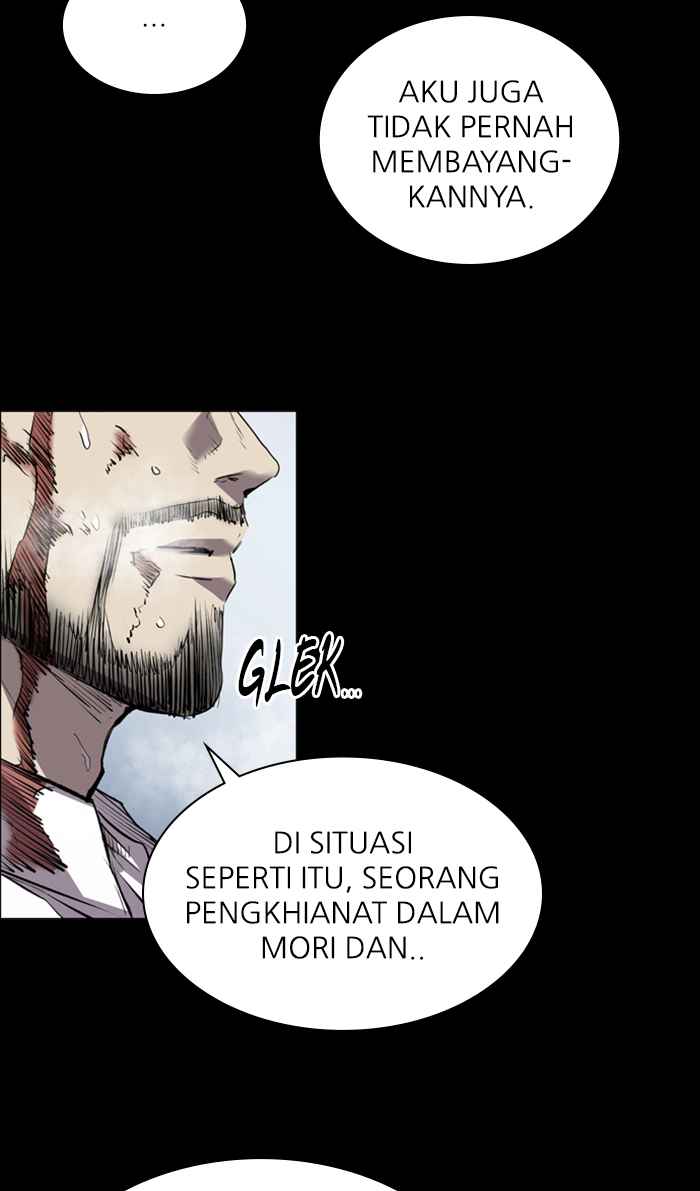 ...
AKU JUGA
TIDAK PERNAH
MEMBAYANG-
KANNYA.
GLEK...
DI SITUASI
SEPERTI ITU, SEORANG
PENGKHIANAT DALAM
MORI DAN..